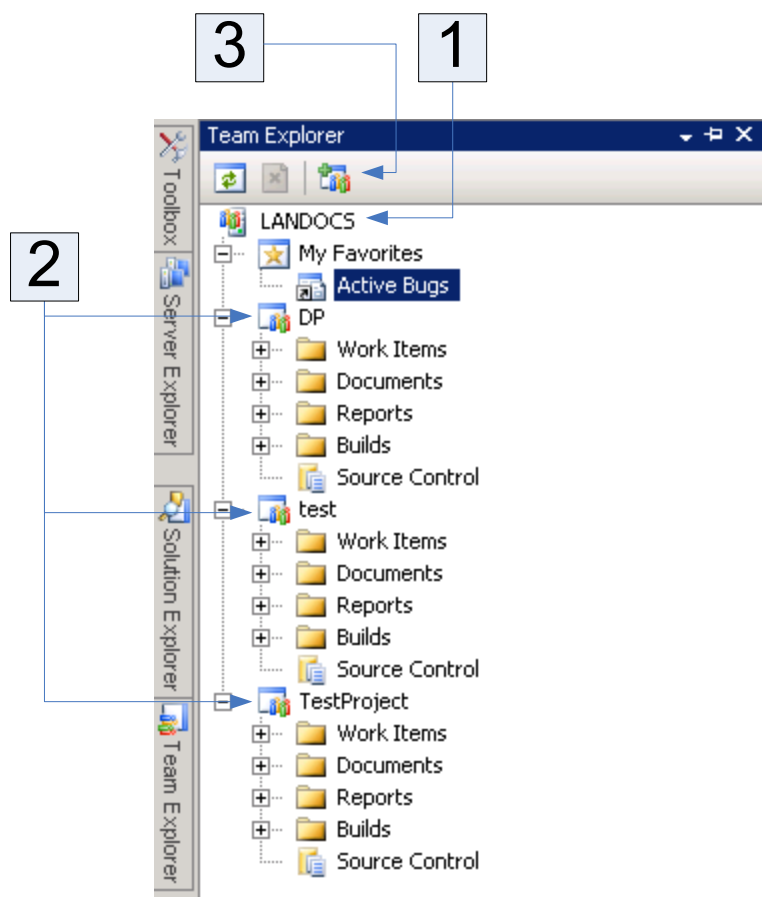 3
1
Team Explorer
Toolbox
LANDOCS
My Favorites
2
Active Bugs
Server Explorer
DP
Work Items
Documents
Reports
Builds
Source Control
Solution Explorer
test
Work Items
Documents
Reports
Builds
Source Control
Team Explorer
TestProject
Work Items
Documents
Reports
Builds
Source Control